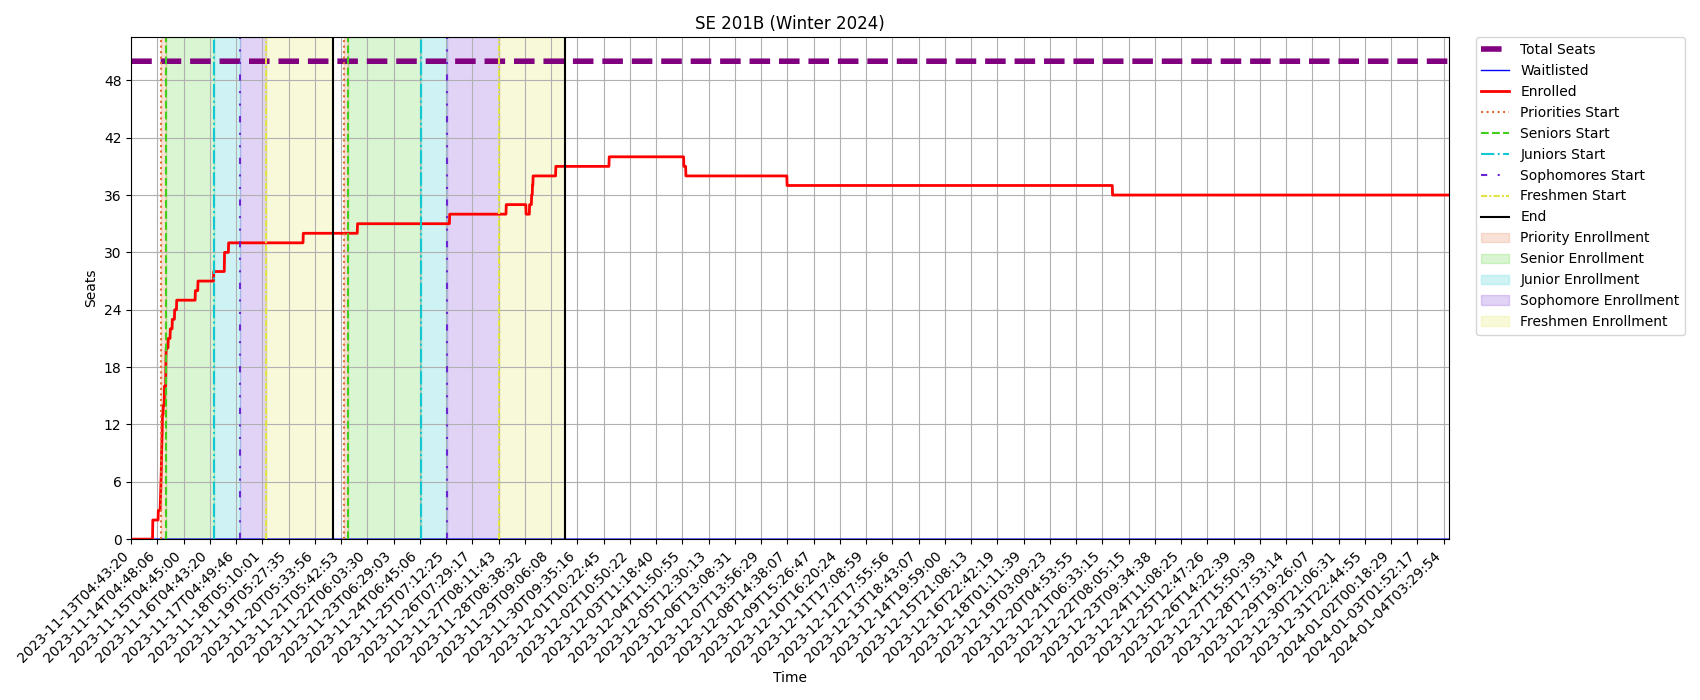 SE 201B (Winter 2024)
Total Seats
Waitlisted
Enrolled
Priorities Start
Seniors Start
Juniors Start
Sophomores Start
Freshmen Start
End
Priority Enrollment
Senior Enrollment
Junior Enrollment
Sophomore Enrollment
Freshmen Enrollment
Seats
48
42
36
30
24
18
12
6
0
2023-11-13T04:43:20
2023-11-14T04:48:06
2023-11-15T04:45:00
2023-11-16T04:43:20
2023-11-17T04:49:46
2023-11-18T05:10:01
2023-11-19T05:27:35
2023-11-20T05:33:56
2023-11-21T05:42:53
2023-11-22T06:03:30
2023-11-23T06:29:03
2023-11-24T06:45:06
2023-11-25T07:12:25
2023-11-26T07:29:17
2023-11-27T08:11:43
2023-11-28T08:38:32
2023-11-29T09:06:08
2023-11-30T09:35:16
2023-12-01T10:22:45
2023-12-02T10:50:22
2023-12-03T11:18:40
2023-12-04T11:50:55
2023-12-05T12:30:13
2023-12-06T13:08:31
2023-12-07T13:56:29
2023-12-08T14:38:07
2023-12-09T15:26:47
2023-12-10T16:20:24
2023-12-11T17:08:59
2023-12-12T17:55:56
2023-12-13T18:43:07
2023-12-14T19:59:00
2023-12-15T21:08:13
2023-12-16T22:42:19
2023-12-18T01:11:39
2023-12-19T03:09:23
2023-12-20T04:53:55
2023-12-21T06:33:15
2023-12-22T08:05:15
2023-12-23T09:34:38
2023-12-24T11:08:25
2023-12-25T12:47:26
2023-12-26T14:22:39
2023-12-27T15:50:39
2023-12-28T17:53:14
2023-12-29T19:26:07
2023-12-30T21:06:31
2023-12-31T22:44:55
2024-01-02T00:18:29
2024-01-03T01:52:17
2024-01-04T03:29:54
Time